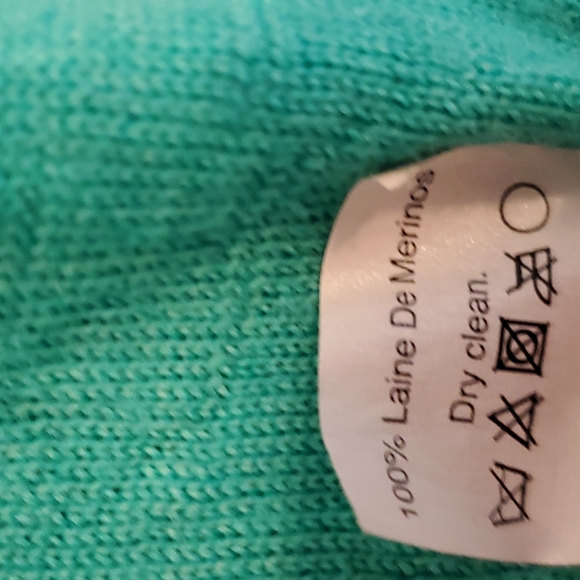 100% Laine De Merinos
Dry clean.